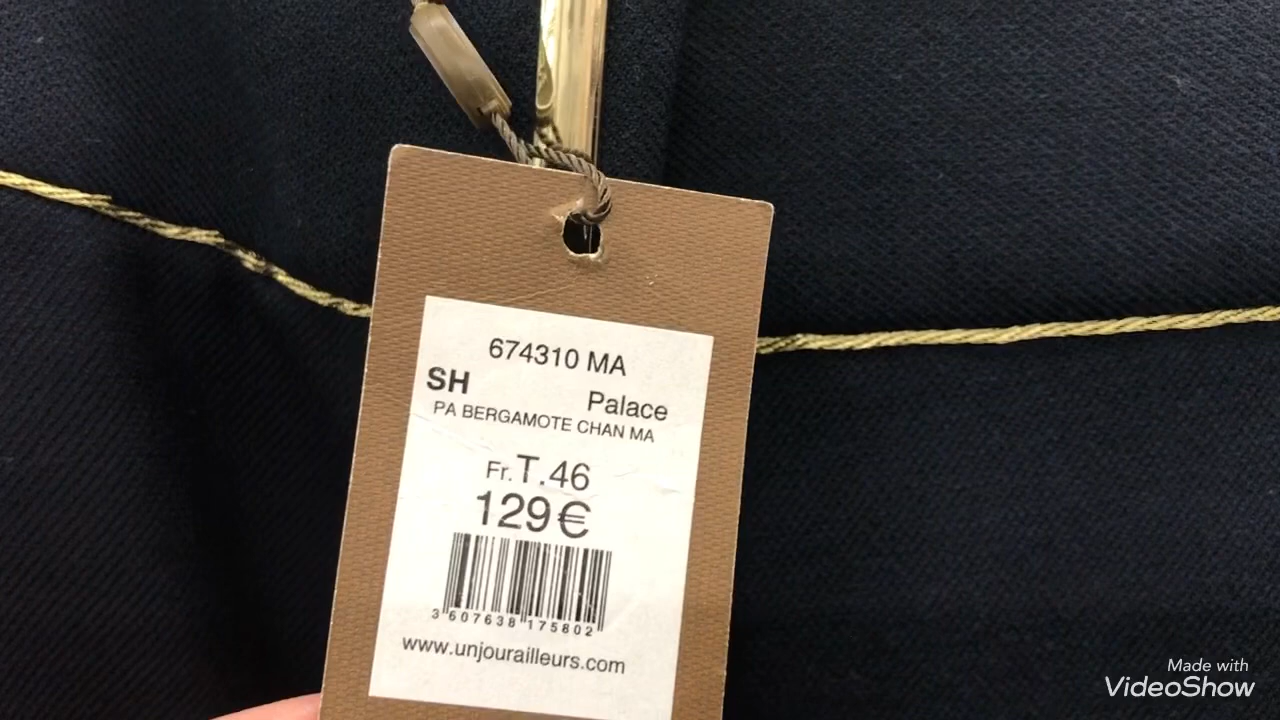 674310 MA
SH
Palace
PA BERGAMOTE CHAN MA
Fr.T.46
129€
3 607638 175802
www.unjourailleurs.com
Made with
VideoShow